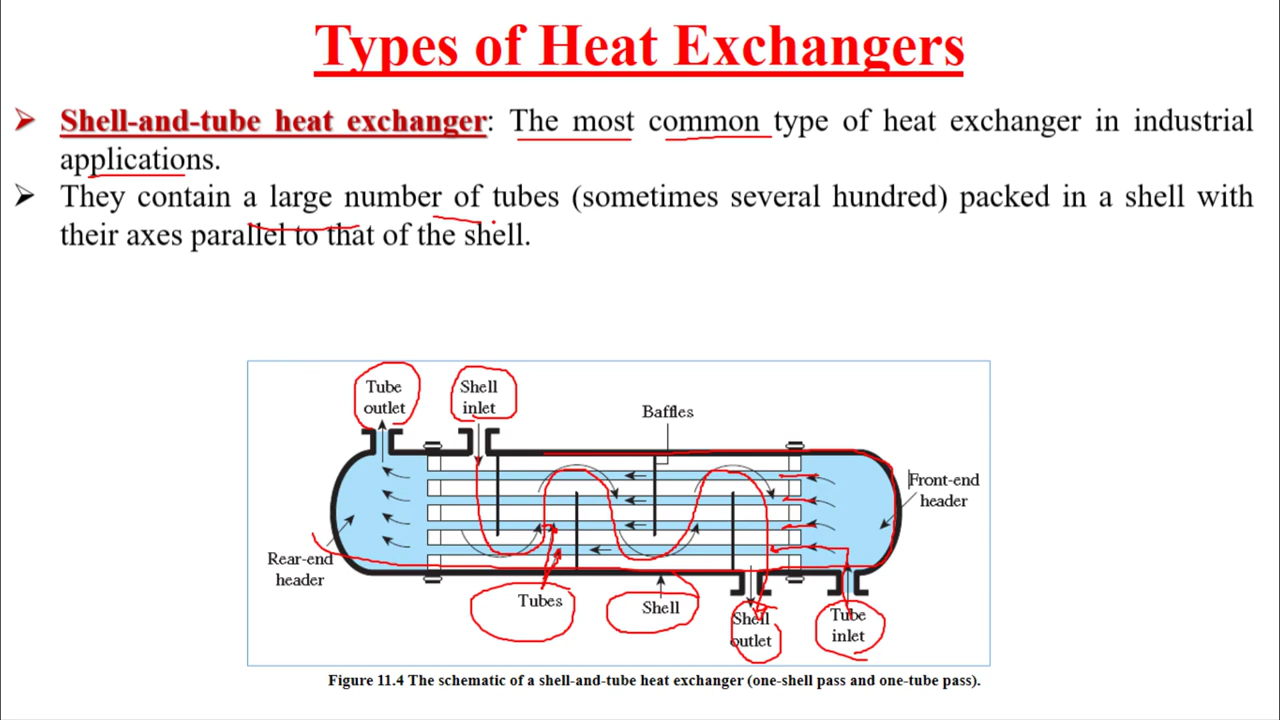 Types of Heat Exchangers
Shell-and-tube heat exchanger: The most common type of heat exchanger in industrial
applications.
They contain a large number of tubes (sometimes several hundred) packed in a shell with
their axes parallel to that of the shell.
Tube
outlet
Shell
inlet
Baffles
Front-end
header
Rear-end
header
Tubes
Shell
Shell
outlet
Tube
inlet
Figure 11.4 The schematic of a shell-and-tube heat exchanger (one-shell pass and one-tube pass).